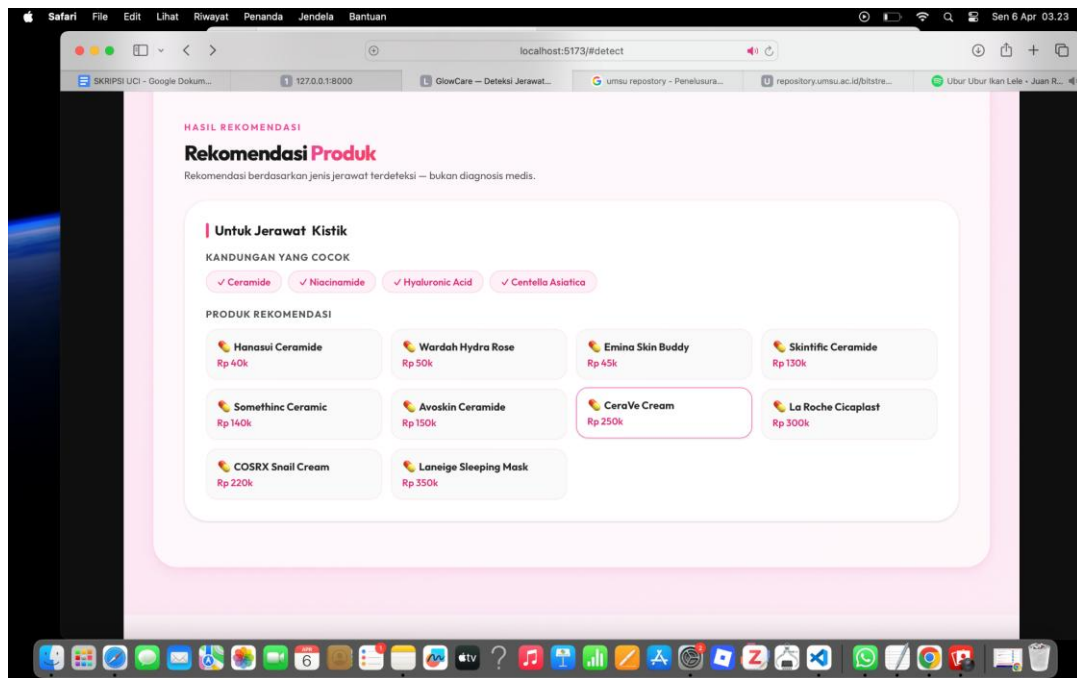 Safari File Edit Lihat Riwayat Penanda Jendela Bantuan Sen 6 Apr 03.23
localhost:5173/#detect
SKRIPSI UCI - Google Dokum... 1 127.0.0.1:8000 L GlowCare — Deteksi Jerawat... umsu repostory - Penelusura... U repository.umsu.ac.id/bitstre... Ubur Ubur Ikan Lele - Juan R...
HASIL REKOMENDASI
Rekomendasi Produk
Rekomendasi berdasarkan jenis jerawat terdeteksi — bukan diagnosis medis.
Untuk Jerawat Kistik
KANDUNGAN YANG COCOK
✓ Ceramide ✓ Niacinamide ✓ Hyaluronic Acid ✓ Centella Asiatica
PRODUK REKOMENDASI
Hanasui Ceramide Wardah Hydra Rose Emina Skin Buddy Skintific Ceramide
Rp 40k Rp 50k Rp 45k Rp 130k
Somethinc Ceramic Avoskin Ceramide CeraVe Cream La Roche Cicaplast
Rp 140k Rp 150k Rp 250k Rp 300k
COSRX Snail Cream Laneige Sleeping Mask
Rp 220k Rp 350k
APR
6
tv